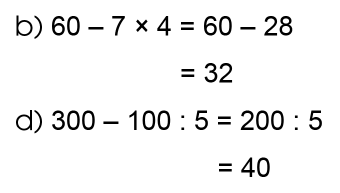 b) 60 – 7 × 4 = 60 – 28
= 32
d) 300 – 100 : 5 = 200 : 5
= 40